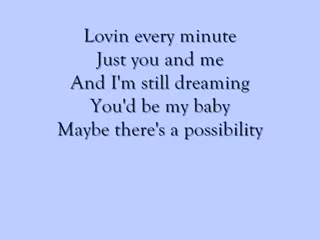 Lovin every minute
Just you and me
And I'm still dreaming
You'd be my baby
Maybe there's a possibility